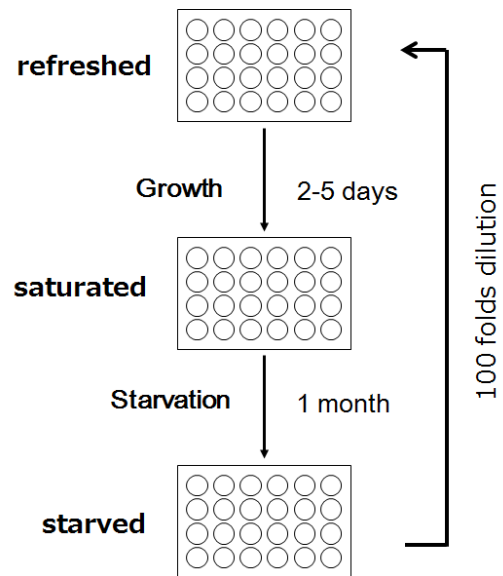 refreshed
Growth 2-5 days
saturated
Starvation 1 month
starved
100 folds dilution